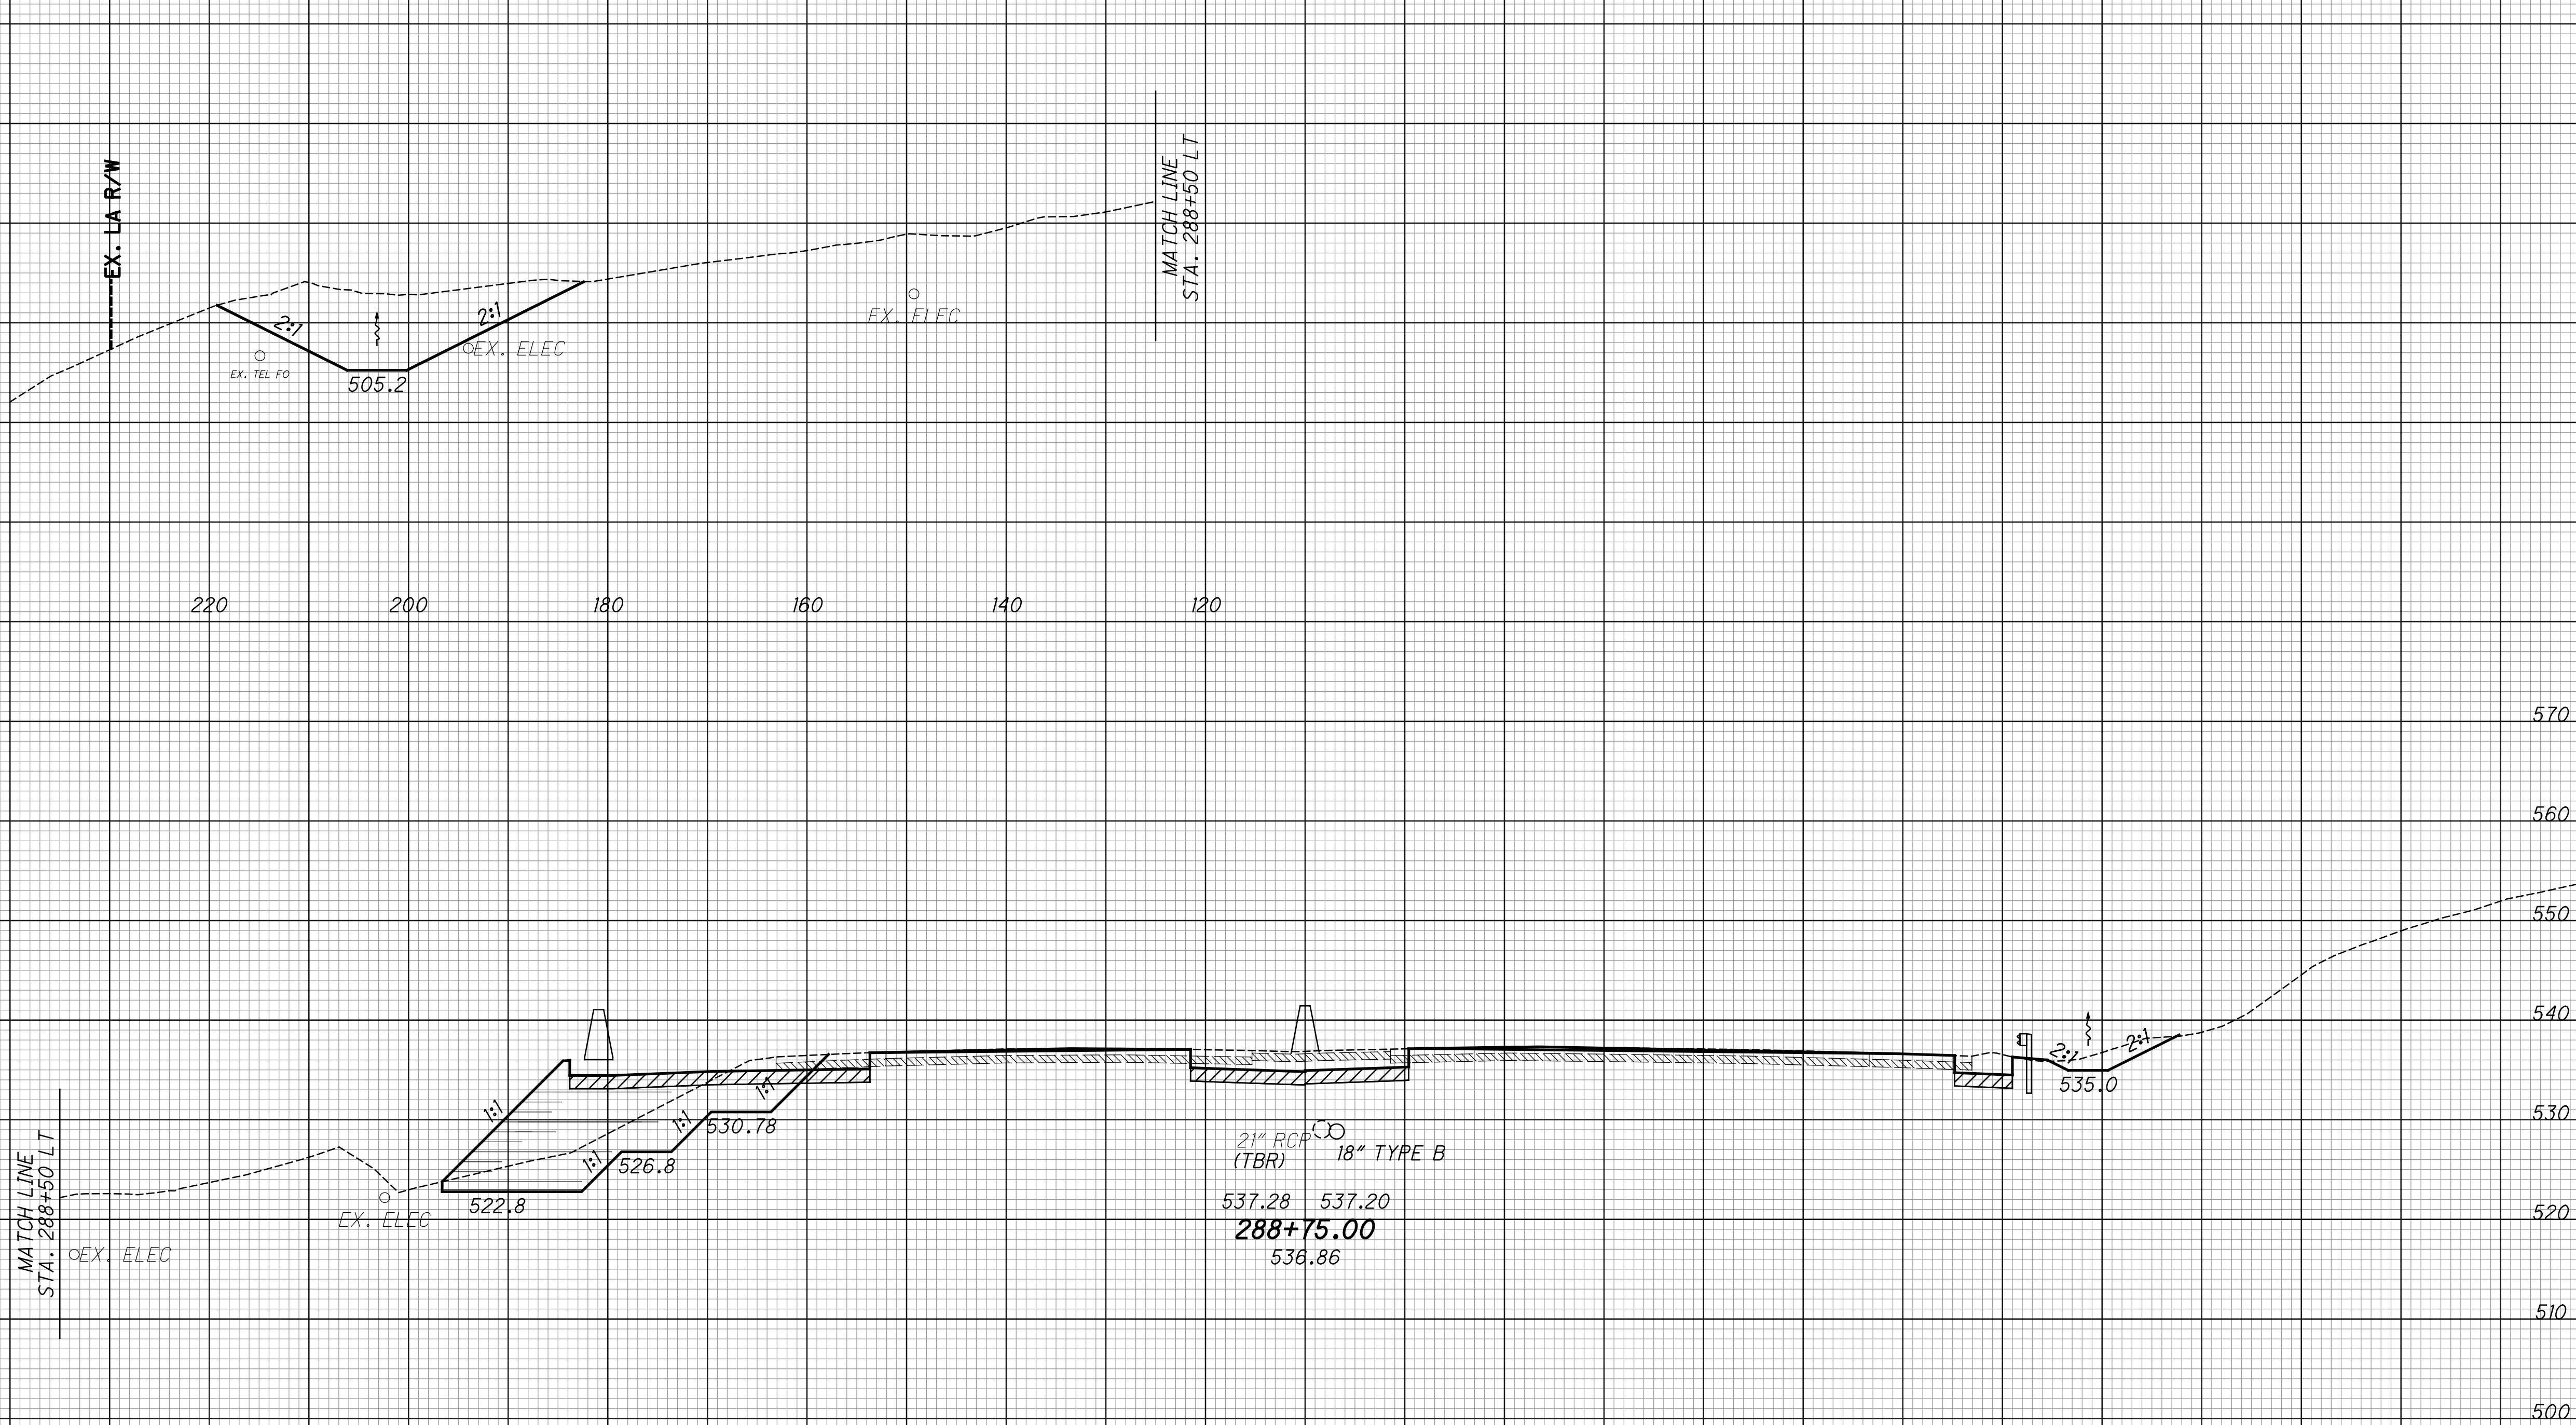 EX. LA R/W
MATCH LINE
STA. 288+50 LT
2:1
2:1
EX. ELEC
EX. ELEC
EX. TEL FO
505.2
220
200
180
160
140
120
570
560
550
540
530
520
510
500
1:1
1:1
1:1
1:1
530.78
526.8
522.8
2:1
2:1
535.0
21" RCP
(TBR)
18" TYPE B
537.28 537.20
288+75.00
536.86
EX. ELEC
EX. ELEC
MATCH LINE
STA. 288+50 LT